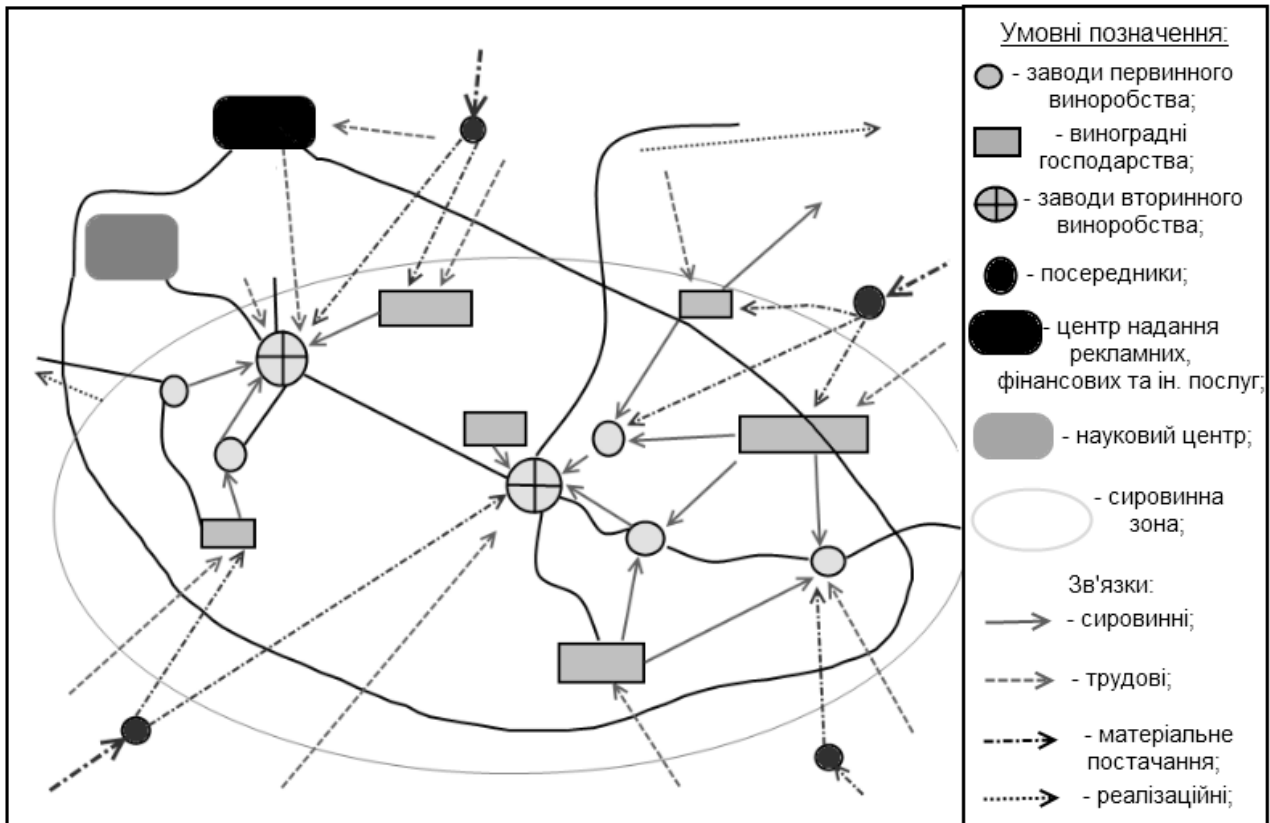 Умовні позначення:
- заводи первинного
виноробства;
- виноградні
господарства;
- заводи вторинного
виноробства;
- посередники;
- центр надання
рекламних,
фінансових та ін. послуг;
- науковий центр;
- сировинна
зона;
Зв'язки:
- сировинні;
- трудові;
- матеріальне
постачання;
- реалізаційні;